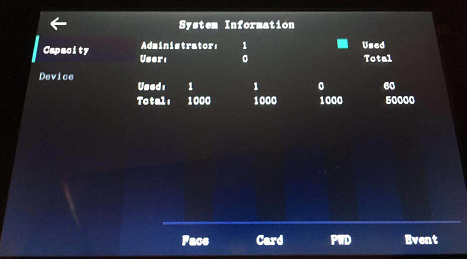 System Information
Capacity
Device
Administrator: 1
User: 0
Used
Total
Used: 1 1 0 60
Total: 1000 1000 1000 50000
Face Card PWD Event